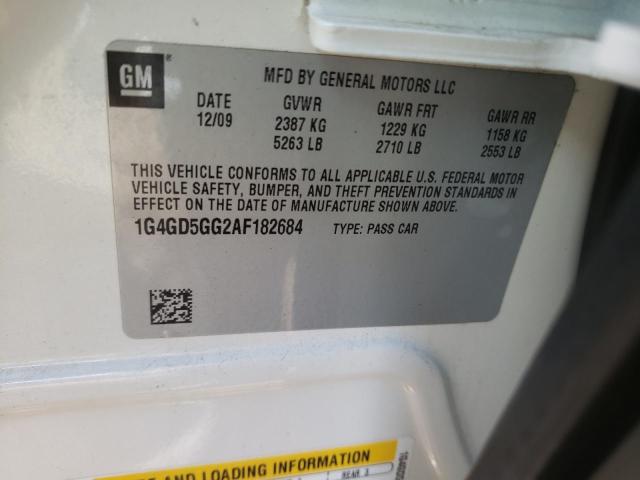 GM®
MFD BY GENERAL MOTORS LLC
DATE GVWR GAWR FRT GAWR RR
12/09 2387 KG 1229 KG 1158 KG
5263 LB 2710 LB 2553 LB
THIS VEHICLE CONFORMS TO ALL APPLICABLE U.S. FEDERAL MOTOR
VEHICLE SAFETY, BUMPER, AND THEFT PREVENTION STANDARDS IN
EFFECT ON THE DATE OF MANUFACTURE SHOWN ABOVE.
1G4GD5GG2AF182684 TYPE: PASS CAR
AND LOADING INFORMATION
REAR